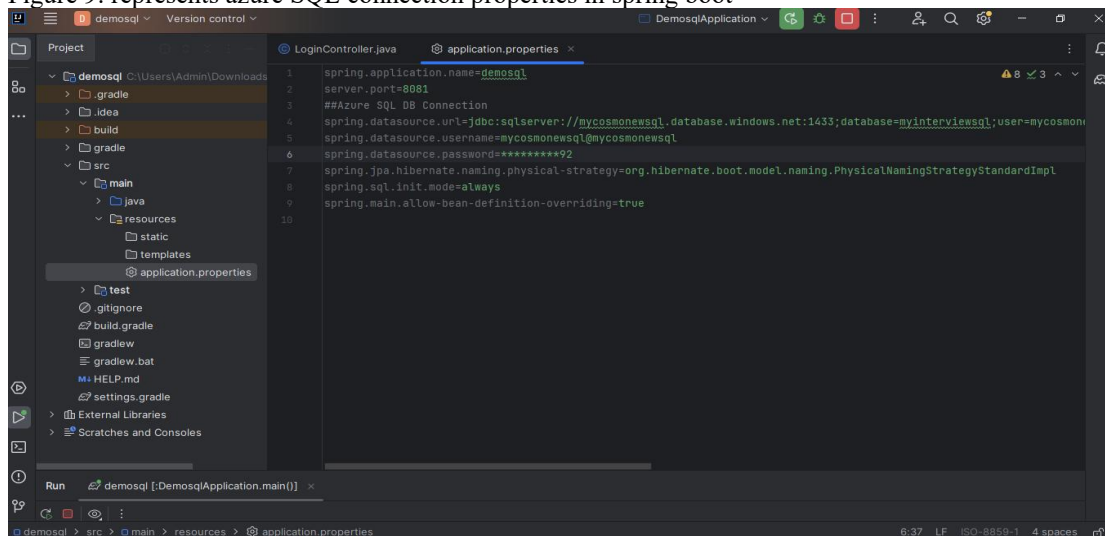 Figure 9. represents azure SQL connection properties in spring boot
D demosql Version control
DemosqlApplication
Project
LoginController.java application.properties
demosql C:\Users\Admin\Downloads
.gradle
.idea
build
gradle
src
main
java
resources
static
templates
application.properties
test
.gitignore
build.gradle
gradlew
gradlew.bat
M↓ HELP.md
settings.gradle
External Libraries
Scratches and Consoles
1 spring.application.name=demosql
2 server.port=8081
3 ##Azure SQL DB Connection
4 spring.datasource.url=jdbc:sqlserver://mycosmonewsql.database.windows.net:1433;database=myinterviewsql;user=mycosmon
5 spring.datasource.username=mycosmonewsql@mycosmonewsql
6 spring.datasource.password=*********92
7 spring.jpa.hibernate.naming.physical-strategy=org.hibernate.boot.model.naming.PhysicalNamingStrategyStandardImpl
8 spring.sql.init.mode=always
9 spring.main.allow-bean-definition-overriding=true
10
8 3
Run demosql [:DemosqlApplication.main()]
demosql > src > main > resources > application.properties
6:37 LF ISO-8859-1 4 spaces